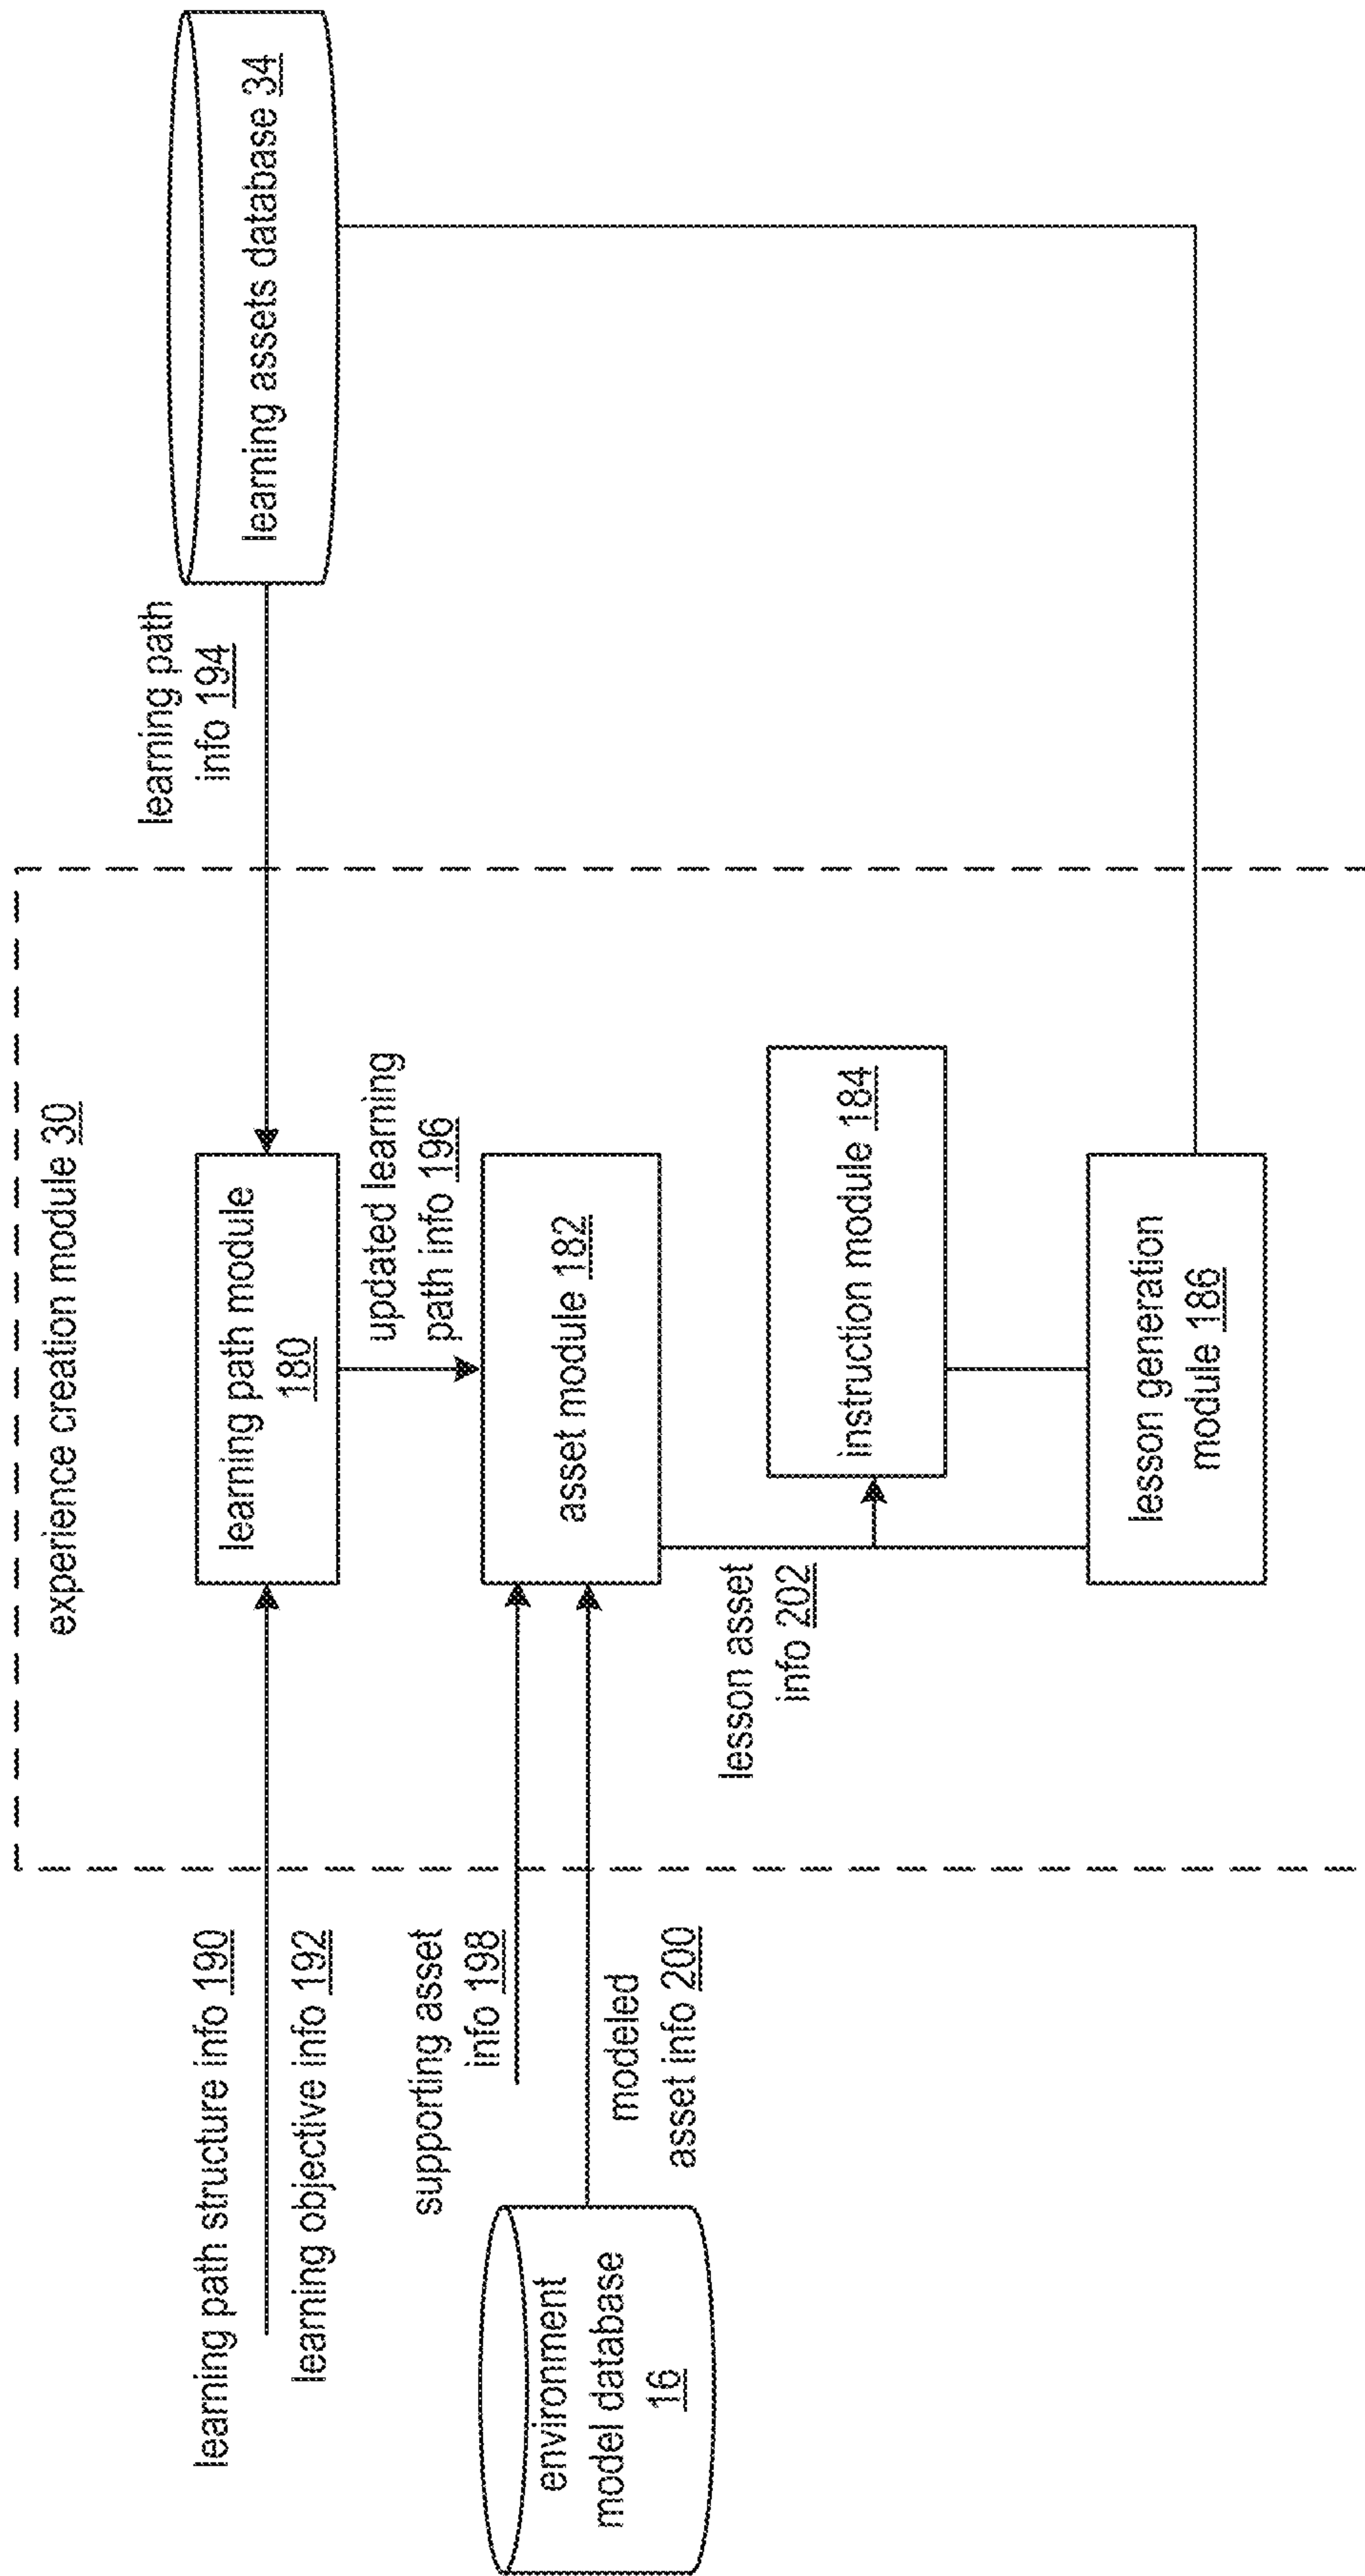 experience creation module 30
learning path structure info 190
learning objective info 192
learning path module
180
learning path
info 194
learning assets database 34
updated learning
path info 196
supporting asset
info 198
asset module 182
modeled
asset info 200
environment
model database
16
lesson asset
info 202
instruction module 184
lesson generation
module 186